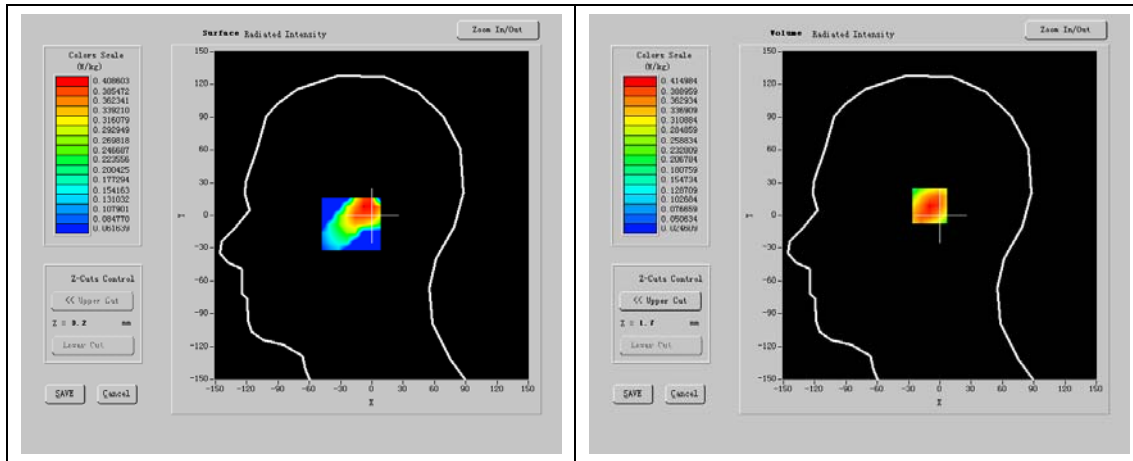 Surface Radiated Intensity
Zoom In/Out
Colors Scale
(W/kg)
0.408603
0.385472
0.362341
0.339210
0.316079
0.292949
0.269818
0.246687
0.223556
0.200425
0.177294
0.154163
0.131032
0.107901
0.084770
0.061639
150
120
90
60
30
0
-30
-60
-90
-120
-150
Y
-150 -120 -90 -60 -30 0 30 60 90 120 150
X
Z-Cuts Control
<< Upper Cut
Lower Cut
SAVE
Cancel
Volume Radiated Intensity
Zoom In/Out
Colors Scale
(W/kg)
0.414984
0.388959
0.362934
0.336909
0.310884
0.284859
0.258834
0.232809
0.206784
0.180759
0.154734
0.128709
0.102684
0.076659
0.050634
0.024609
150
120
90
60
30
0
-30
-60
-90
-120
-150
Y
-150 -120 -90 -60 -30 0 30 60 90 120 150
X
Z-Cuts Control
<< Upper Cut
Lower Cut
SAVE
Cancel